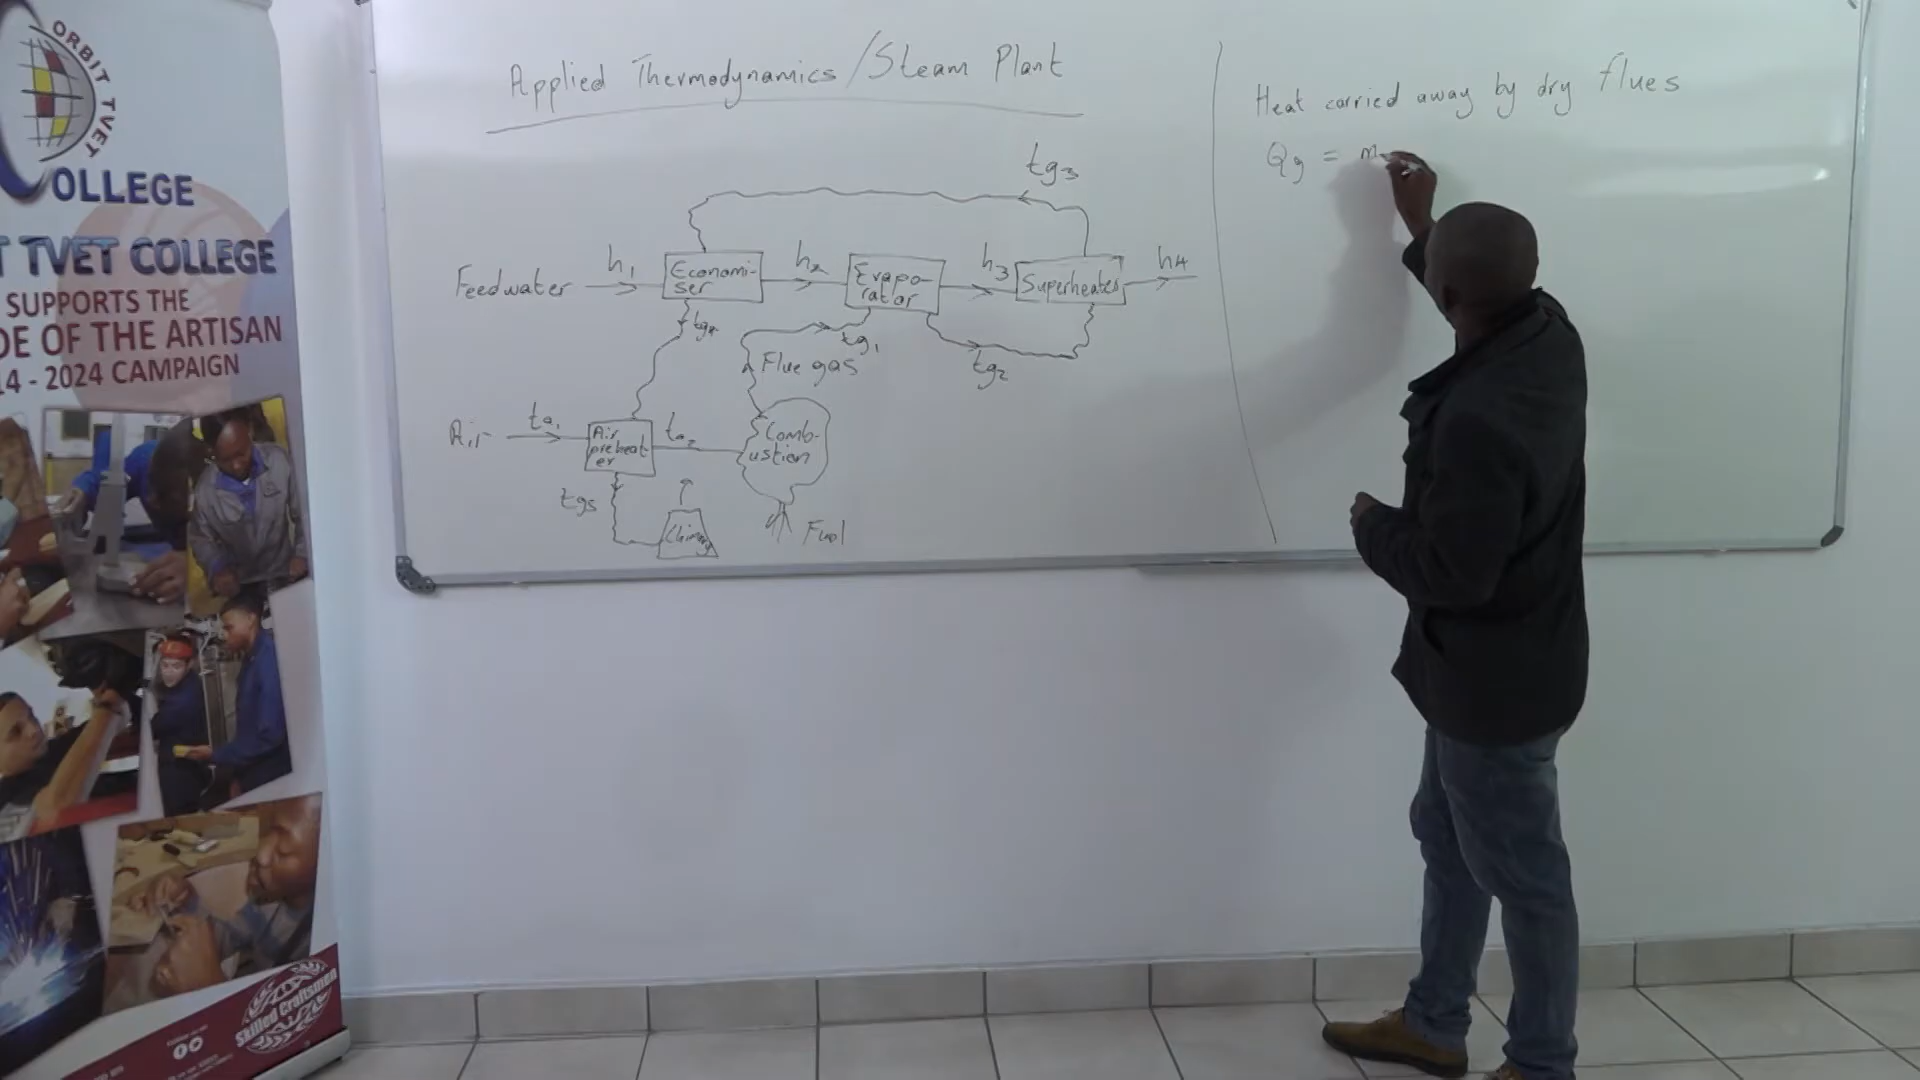 ORBIT TVET
COLLEGE
T TVET COLLEGE
SUPPORTS THE
DE OF THE ARTISAN
14 - 2024 CAMPAIGN
Skilled Craftsmen
Applied Thermodynamics/Steam Plant
tg3
Feedwater
h1
Economi-
ser
h2
Evapo-
rator
h3
Superheater
h4
tg4
tg1
Flue gas
tg2
Air
ta1
Air
preheat-
er
ta2
Comb-
ustion
tg5
Chimney
Fuel
Heat carried away by dry flues
Qg = m